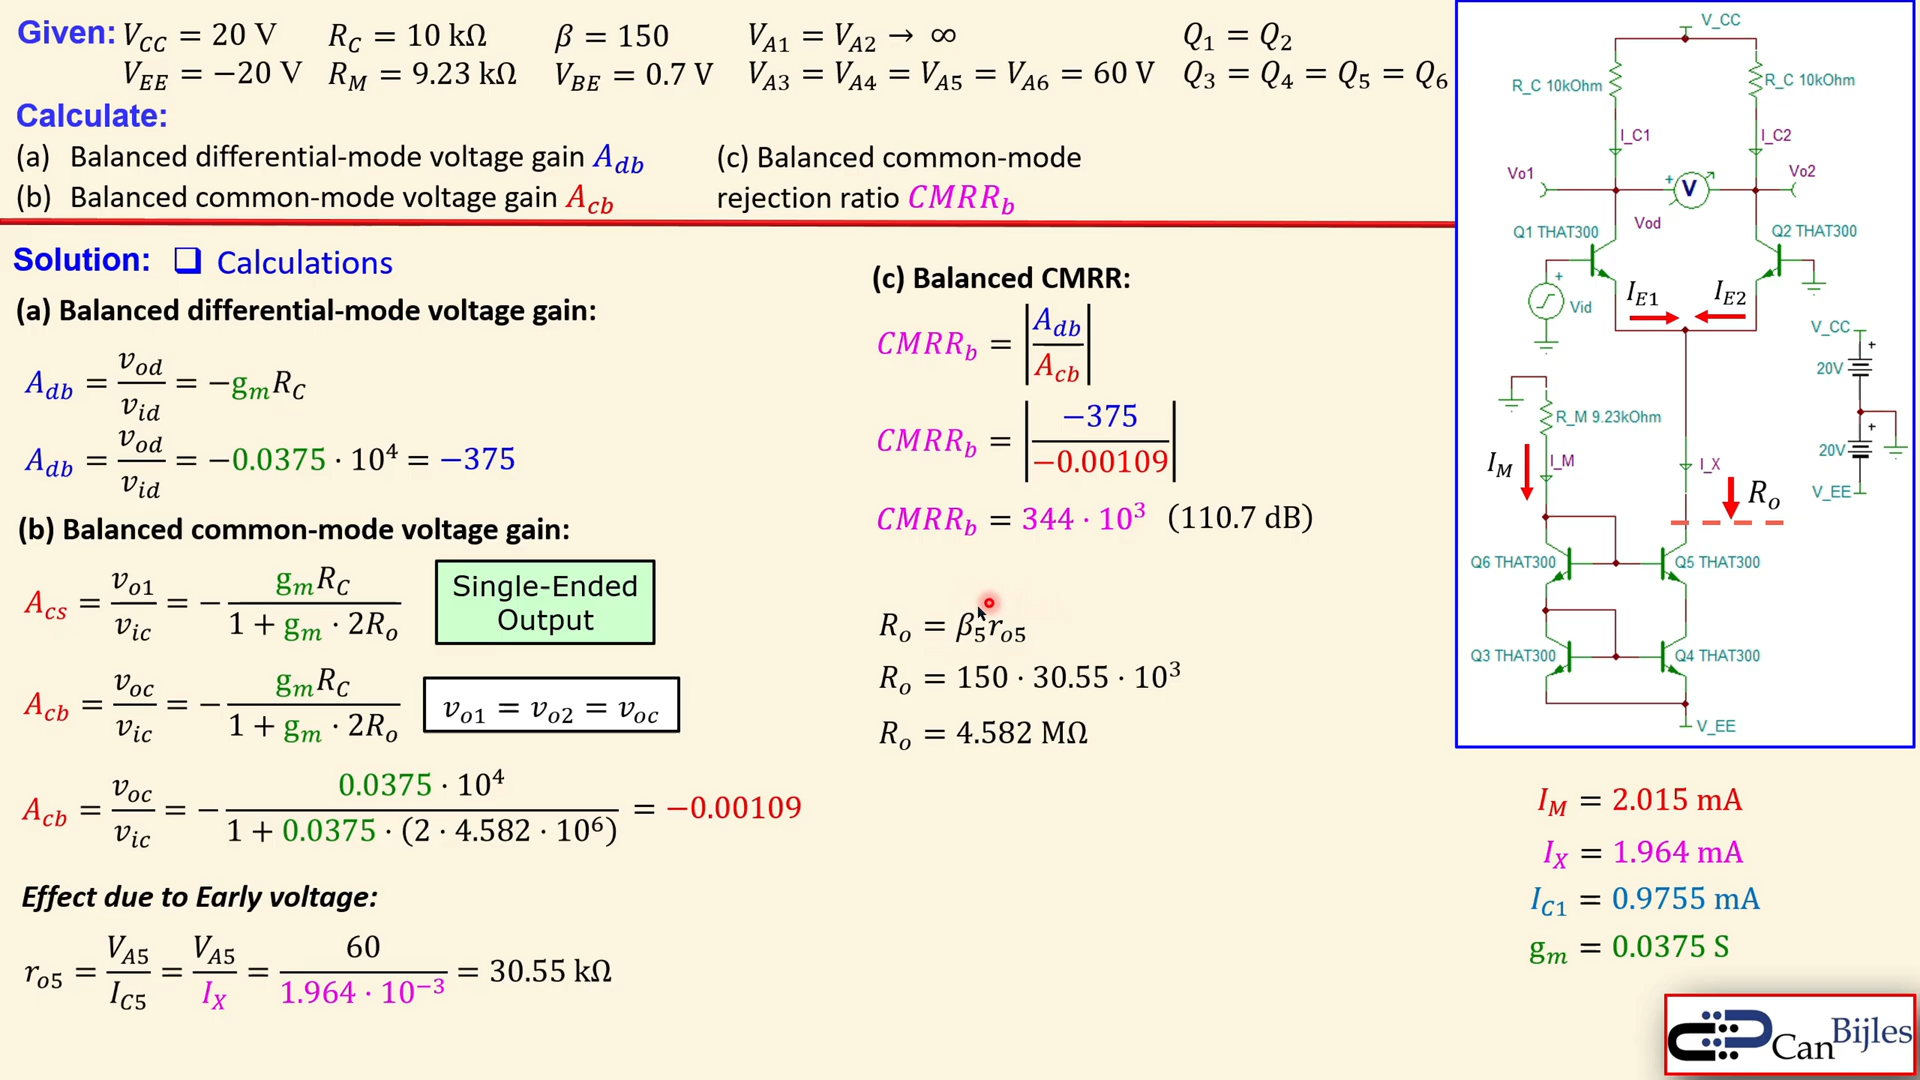 Given: V_CC = 20 V R_C = 10 kΩ β = 150 V_A1 = V_A2 → ∞ Q_1 = Q_2
V_EE = −20 V R_M = 9.23 kΩ V_BE = 0.7 V V_A3 = V_A4 = V_A5 = V_A6 = 60 V Q_3 = Q_4 = Q_5 = Q_6
Calculate:
(a) Balanced differential-mode voltage gain A_db
(b) Balanced common-mode voltage gain A_cb
(c) Balanced common-mode
rejection ratio CMRR_b
Solution: ❑ Calculations
(a) Balanced differential-mode voltage gain:
A_db = v_od / v_id = −g_m R_C
A_db = v_od / v_id = −0.0375 · 10^4 = −375
(b) Balanced common-mode voltage gain:
A_cs = v_o1 / v_ic = − g_m R_C / 1 + g_m · 2R_o
Single-Ended
Output
A_cb = v_oc / v_ic = − g_m R_C / 1 + g_m · 2R_o
v_o1 = v_o2 = v_oc
A_cb = v_oc / v_ic = − 0.0375 · 10^4 / 1 + 0.0375 · (2 · 4.582 · 10^6) = −0.00109
Effect due to Early voltage:
r_o5 = V_A5 / I_C5 = V_A5 / I_X = 60 / 1.964 · 10^−3 = 30.55 kΩ
(c) Balanced CMRR:
CMRR_b = | A_db / A_cb |
CMRR_b = | −375 / −0.00109 |
CMRR_b = 344 · 10^3 (110.7 dB)
R_o = β_5 r_o5
R_o = 150 · 30.55 · 10^3
R_o = 4.582 MΩ
V_CC
R_C 10kOhm
R_C 10kOhm
I_C1
I_C2
Vo1
Vo2
+
V
Vod
Q1 THAT300
Q2 THAT300
+
Vid
I_E1
I_E2
V_CC
+
20V
R_M 9.23kOhm
+
20V
V_EE
I_M
I_M
I_X
R_o
Q6 THAT300
Q5 THAT300
Q3 THAT300
Q4 THAT300
V_EE
I_M = 2.015 mA
I_X = 1.964 mA
I_C1 = 0.9755 mA
g_m = 0.0375 S
CanBijles